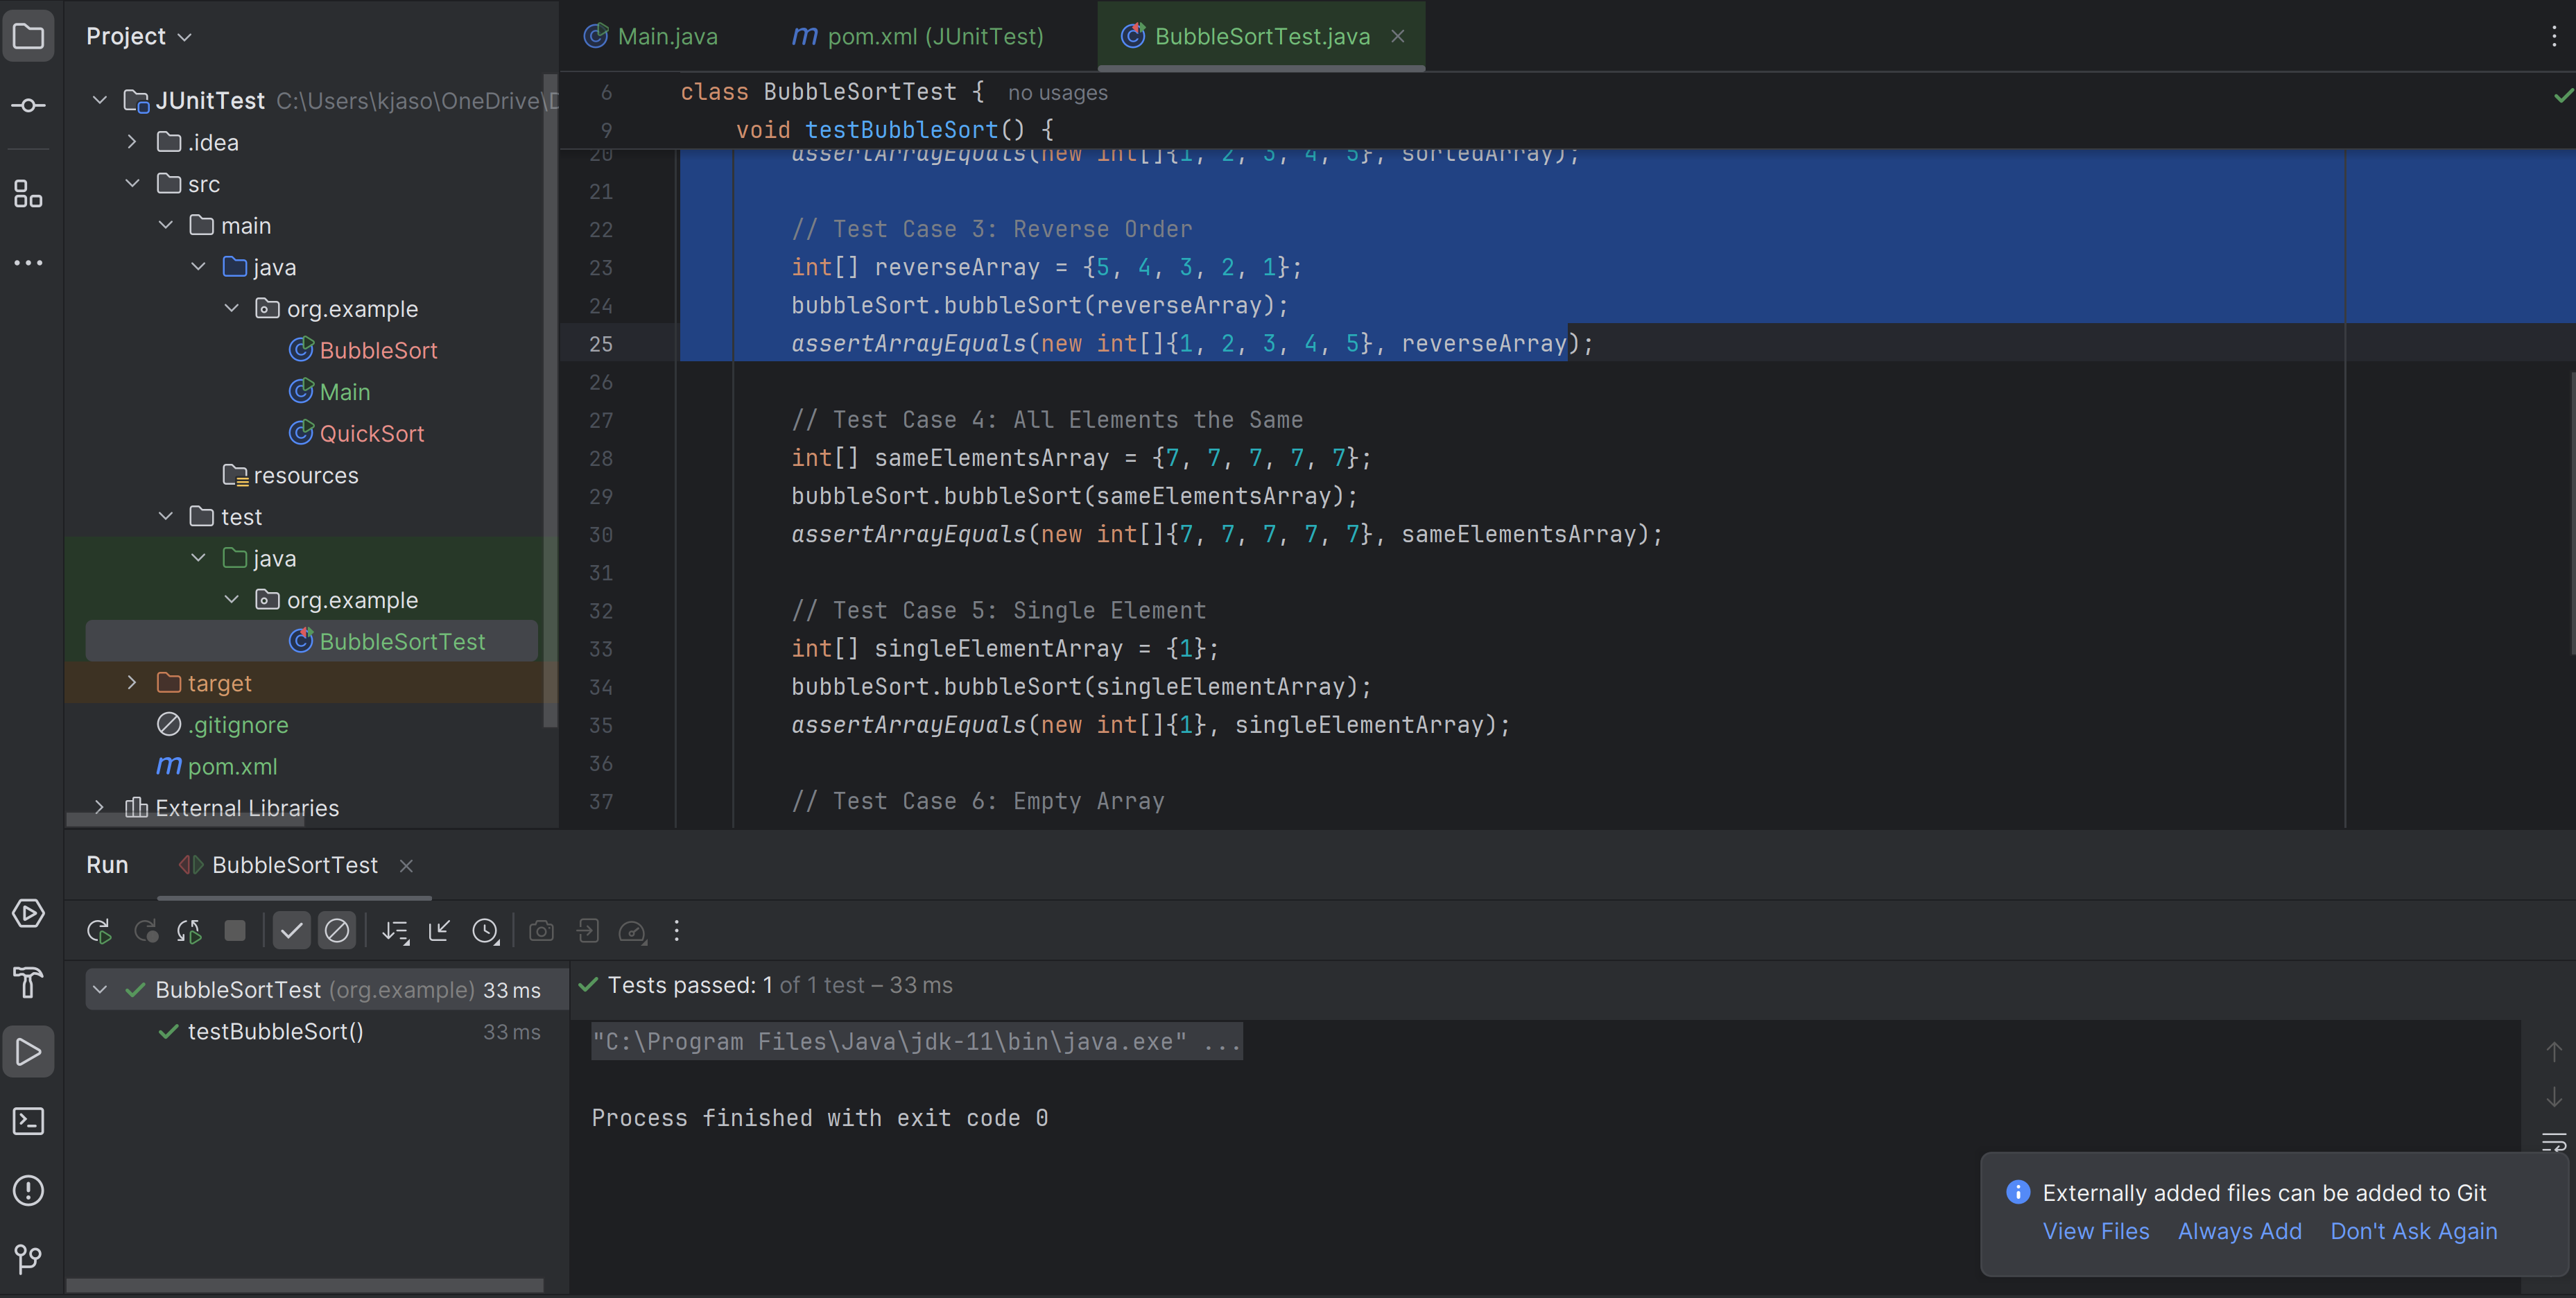 Project
JUnitTest C:\Users\kjaso\OneDrive\D
.idea
src
main
java
org.example
BubbleSort
Main
QuickSort
resources
test
java
org.example
BubbleSortTest
target
.gitignore
pom.xml
External Libraries
Main.java
pom.xml (JUnitTest)
BubbleSortTest.java
6 class BubbleSortTest { no usages
9 void testBubbleSort() {
20 assertArrayEquals(new int[]{1, 2, 3, 4, 5}, sortedArray);
21
22 // Test Case 3: Reverse Order
23 int[] reverseArray = {5, 4, 3, 2, 1};
24 bubbleSort.bubbleSort(reverseArray);
25 assertArrayEquals(new int[]{1, 2, 3, 4, 5}, reverseArray);
26
27 // Test Case 4: All Elements the Same
28 int[] sameElementsArray = {7, 7, 7, 7, 7};
29 bubbleSort.bubbleSort(sameElementsArray);
30 assertArrayEquals(new int[]{7, 7, 7, 7, 7}, sameElementsArray);
31
32 // Test Case 5: Single Element
33 int[] singleElementArray = {1};
34 bubbleSort.bubbleSort(singleElementArray);
35 assertArrayEquals(new int[]{1}, singleElementArray);
36
37 // Test Case 6: Empty Array
Run BubbleSortTest
BubbleSortTest (org.example) 33 ms
testBubbleSort() 33 ms
Tests passed: 1 of 1 test – 33 ms
"C:\Program Files\Java\jdk-11\bin\java.exe" ...
Process finished with exit code 0
Externally added files can be added to Git
View Files Always Add Don't Ask Again